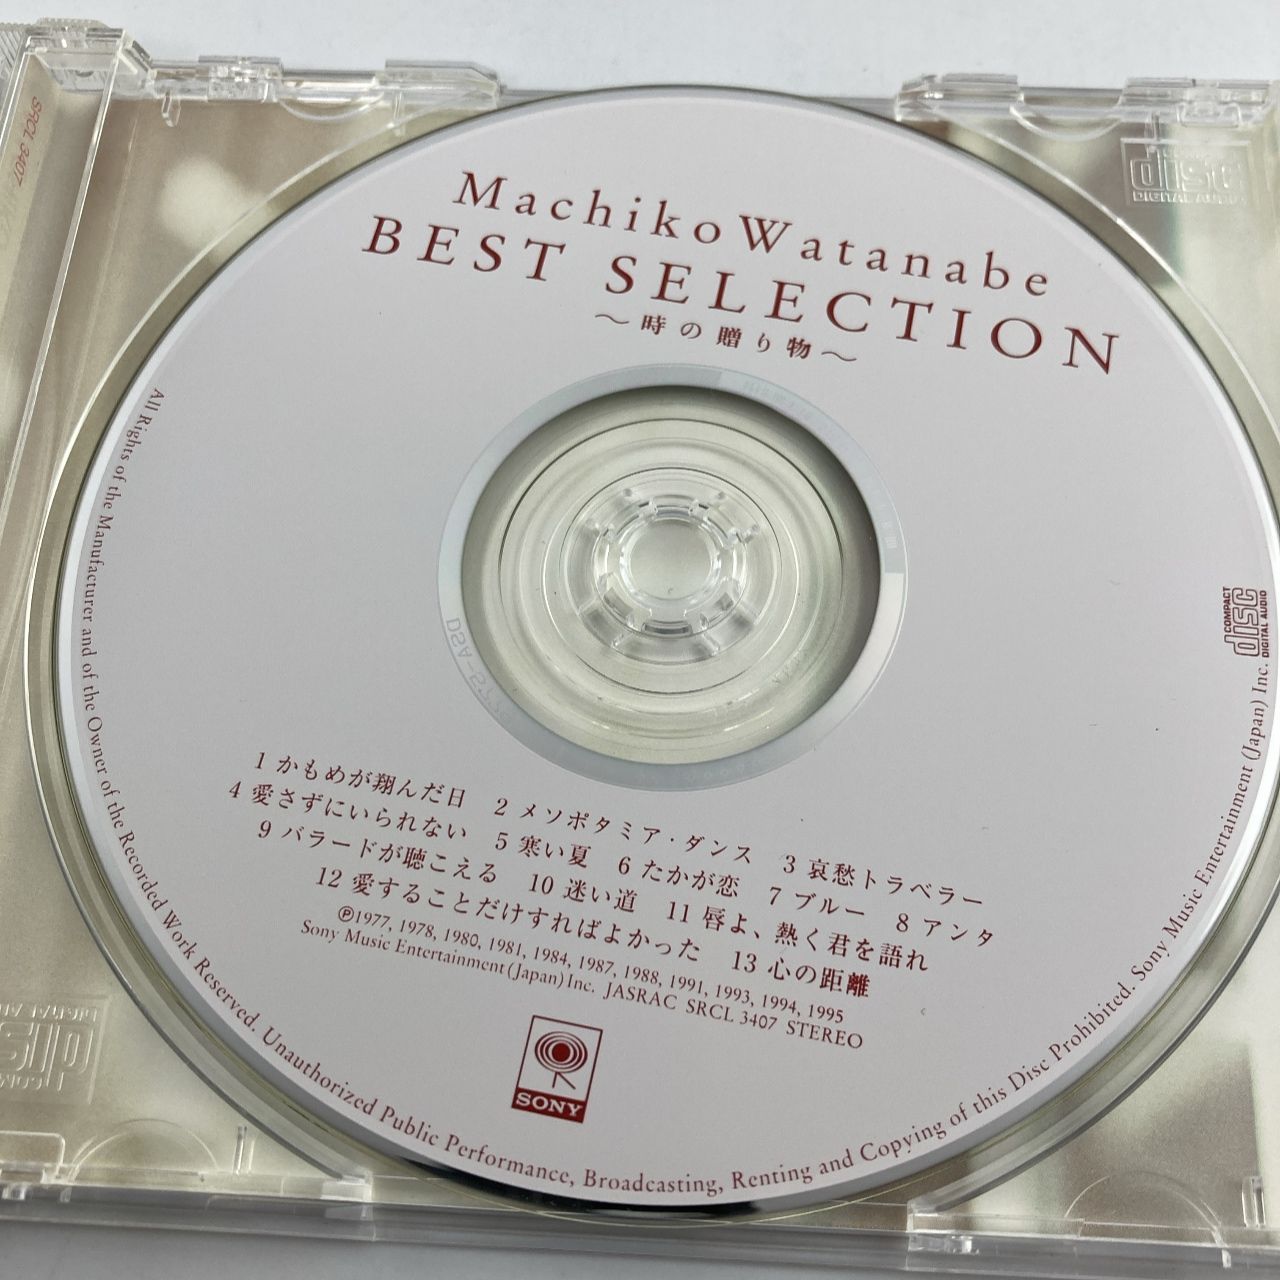 SRCL 3407
Machiko Watanabe
BEST SELECTION
～時の贈り物～
COMPACT
disc
DIGITAL AUDIO
1 かもめが翔んだ日 2 メソポタミア・ダンス 3 哀愁トラベラー
4 愛さずにいられない 5 寒い夏 6 たかが恋 7 ブルー 8 アンタ
9 バラードが聴こえる 10 迷い道 11 唇よ、熱く君を語れ
12 愛することだけすればよかった 13 心の距離
Ⓟ1977, 1978, 1980, 1981, 1984, 1987, 1988, 1991, 1993, 1994, 1995
Sony Music Entertainment (Japan) Inc. JASRAC SRCL 3407 STEREO
SONY
All Rights of the Manufacturer and of the Owner of the Recorded Work Reserved. Unauthorized Public Performance, Broadcasting, Renting and Copying of this Disc Prohibited. Sony Music Entertainment (Japan) Inc.
disc
DIGITAL AUDIO